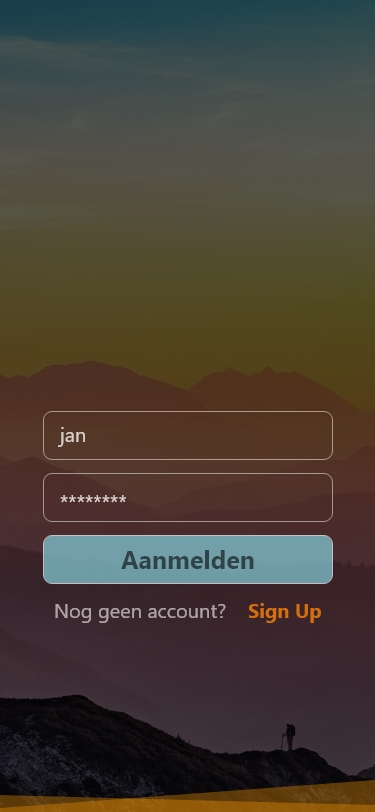 jan
********
Aanmelden
Nog geen account? Sign Up